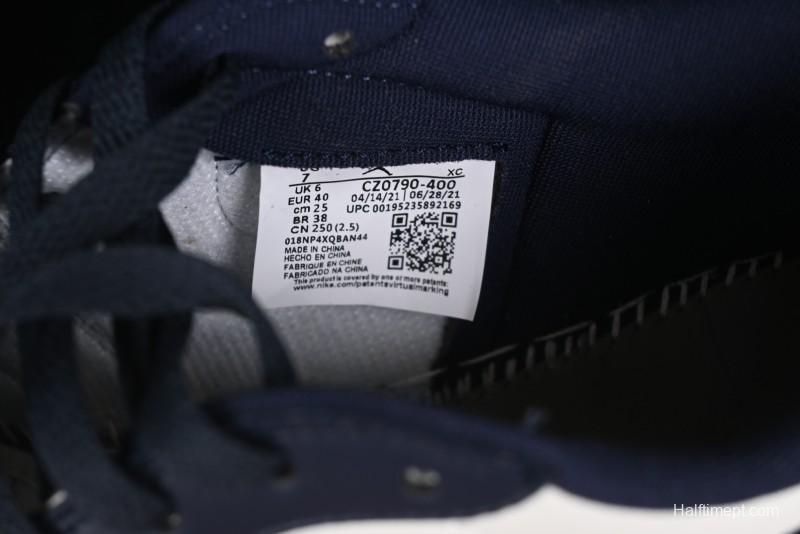 7 XC
UK 6 CZ0790-400
EUR 40 04/14/21 | 06/28/21
cm 25 UPC 00195235892169
BR 38
CN 250 (2.5)
018NP4XQBAN44
MADE IN CHINA
HECHO EN CHINA
FABRIQUE EN CHINE
FABRICADO NA CHINA
This product is covered by one or more patents:
www.nike.com/patentsvirtualmarking
Halftimept.com